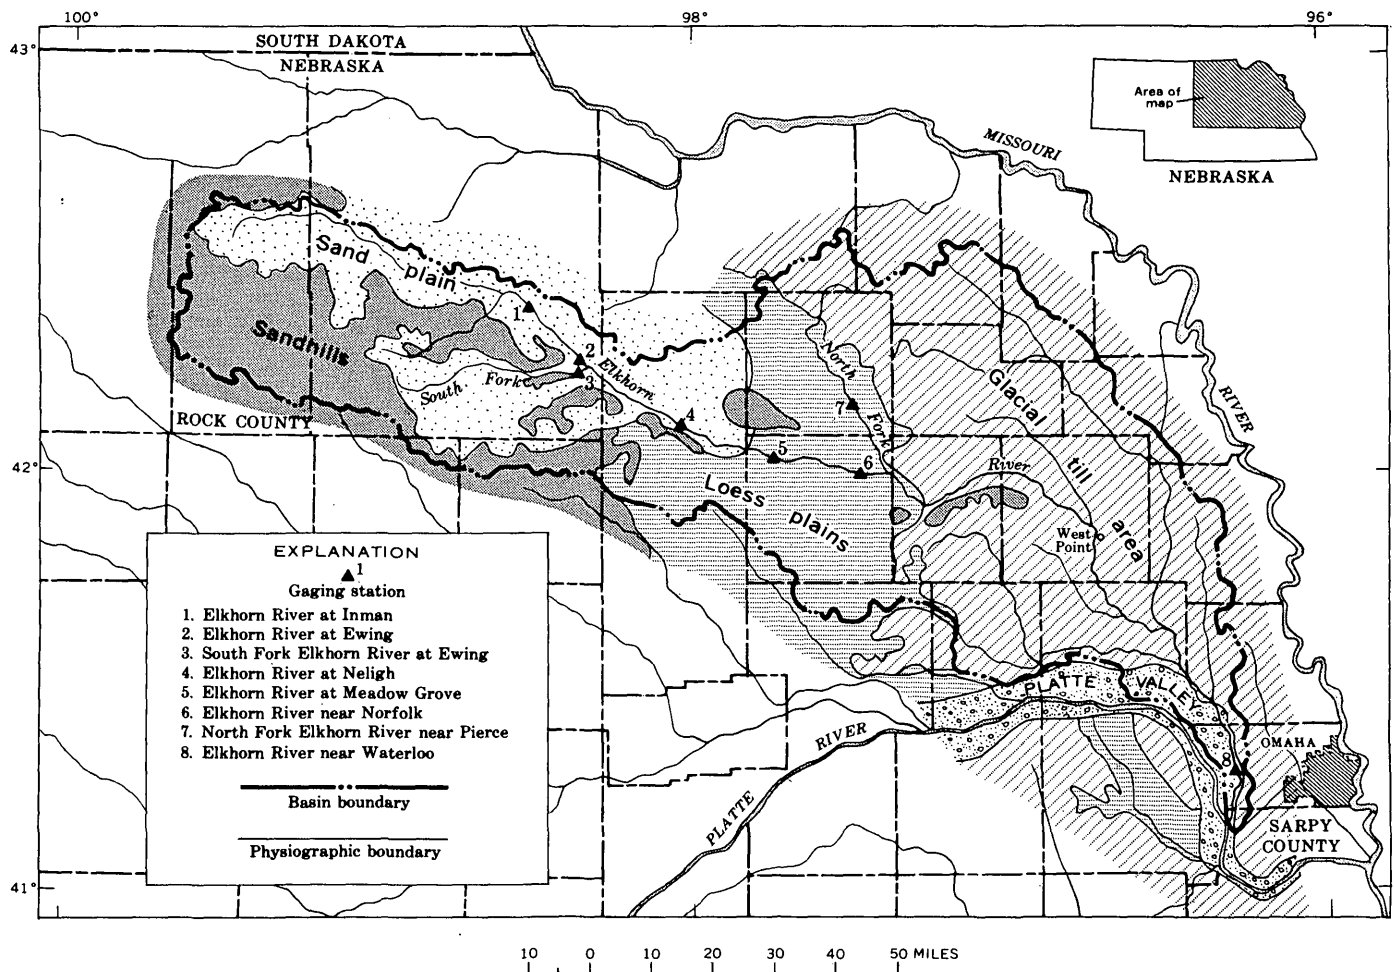 100°
98°
96°
43°
SOUTH DAKOTA
NEBRASKA
Area of
map
NEBRASKA
MISSOURI
RIVER
Sand plain
Sandhills
1
2
Elkhorn
3
South Fork
4
ROCK COUNTY
42°
North Fork
7
5
6
Glacial till area
River
Loess plains
West
Point
EXPLANATION
1
Gaging station
1. Elkhorn River at Inman
2. Elkhorn River at Ewing
3. South Fork Elkhorn River at Ewing
4. Elkhorn River at Neligh
5. Elkhorn River at Meadow Grove
6. Elkhorn River near Norfolk
7. North Fork Elkhorn River near Pierce
8. Elkhorn River near Waterloo
Basin boundary
Physiographic boundary
PLATTE VALLEY
PLATTE RIVER
8
OMAHA
SARPY
COUNTY
41°
10 0 10 20 30 40 50 MILES